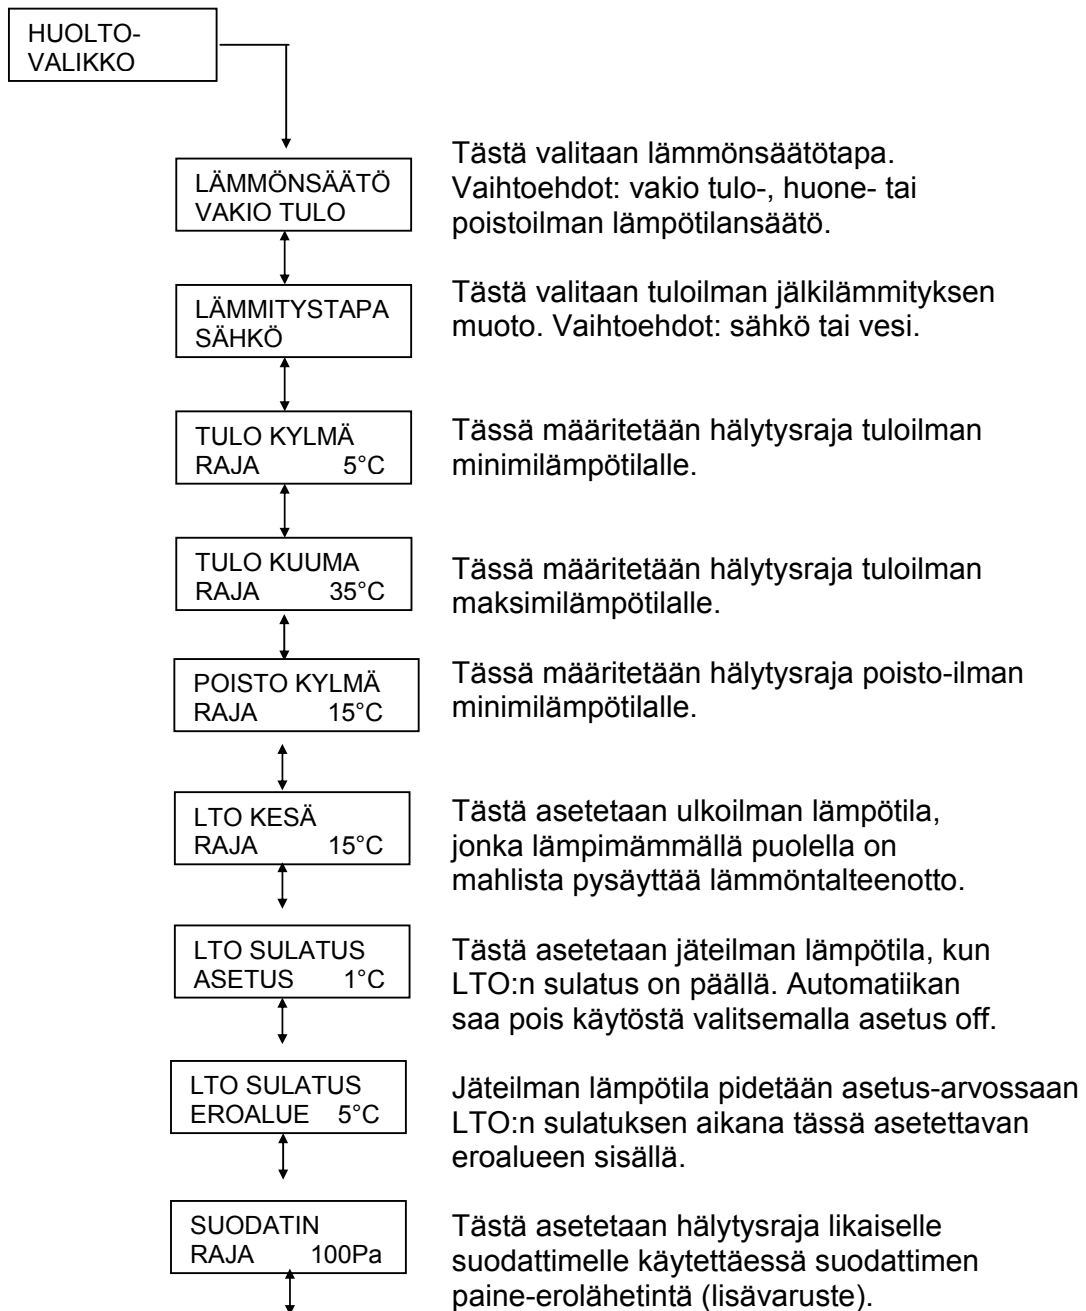 HUOLTO-
VALIKKO
LÄMMÖNSÄÄTÖ
VAKIO TULO
Tästä valitaan lämmönsäätötapa.
Vaihtoehdot: vakio tulo-, huone- tai
poistoilman lämpötilansäätö.
LÄMMITYSTAPA
SÄHKÖ
Tästä valitaan tuloilman jälkilämmityksen
muoto. Vaihtoehdot: sähkö tai vesi.
TULO KYLMÄ
RAJA 5°C
Tässä määritetään hälytysraja tuloilman
minimilämpötilalle.
TULO KUUMA
RAJA 35°C
Tässä määritetään hälytysraja tuloilman
maksimilämpötilalle.
POISTO KYLMÄ
RAJA 15°C
Tässä määritetään hälytysraja poisto-ilman
minimilämpötilalle.
LTO KESÄ
RAJA 15°C
Tästä asetetaan ulkoilman lämpötila,
jonka lämpimämmällä puolella on
mahlista pysäyttää lämmöntalteenotto.
LTO SULATUS
ASETUS 1°C
Tästä asetetaan jäteilman lämpötila, kun
LTO:n sulatus on päällä. Automatiikan
saa pois käytöstä valitsemalla asetus off.
LTO SULATUS
EROALUE 5°C
Jäteilman lämpötila pidetään asetus-arvossaan
LTO:n sulatuksen aikana tässä asetettavan
eroalueen sisällä.
SUODATIN
RAJA 100Pa
Tästä asetetaan hälytysraja likaiselle
suodattimelle käytettäessä suodattimen
paine-erolähetintä (lisävaruste).